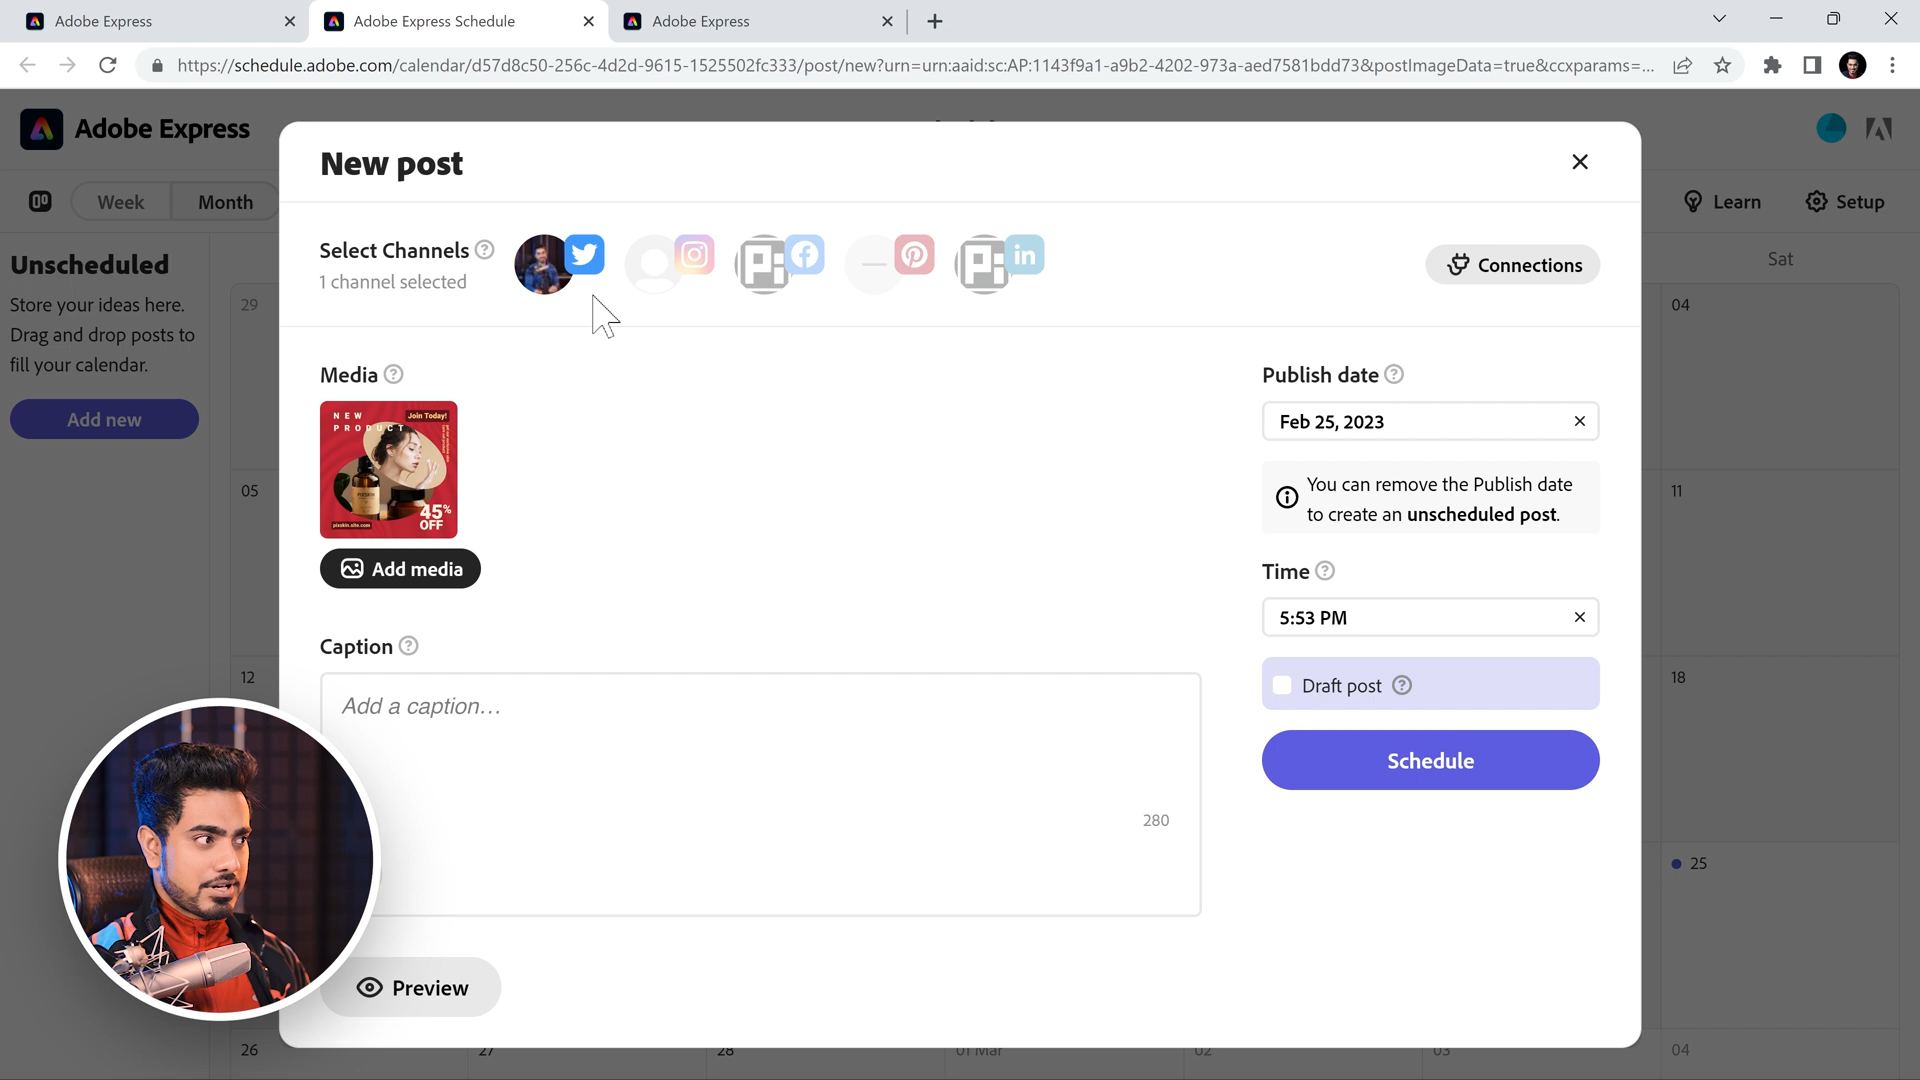 Adobe Express
Adobe Express Schedule
Adobe Express
https://schedule.adobe.com/calendar/d57d8c50-256c-4d2d-9615-1525502fc333/post/new?urn=urn:aaid:sc:AP:1143f9a1-a9b2-4202-973a-aed7581bdd73&postImageData=true&ccxparams=...
Adobe Express
New post
Week
Month
Learn
Setup
Select Channels
1 channel selected
in
Connections
Unscheduled
Store your ideas here.
Drag and drop posts to
fill your calendar.
Add new
Sat
29
04
05
11
12
18
25
26
27
28
01 Mar
02
03
04
Media
NEW
PRODUCT
Join Today!
45%
OFF
pixskin.site.com
Add media
Caption
Add a caption...
280
Preview
Publish date
Feb 25, 2023
You can remove the Publish date
to create an unscheduled post.
Time
5:53 PM
Draft post
Schedule